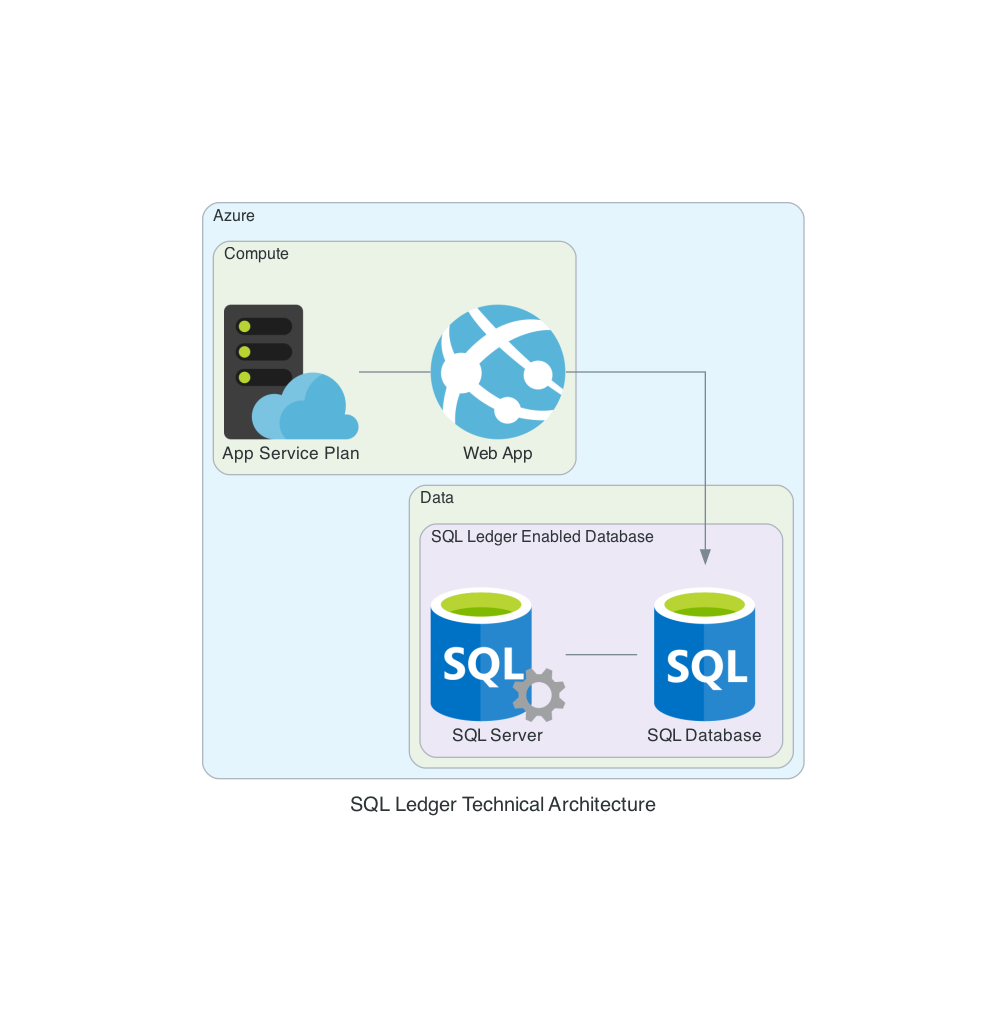 Azure
Compute
App Service Plan
Web App
Data
SQL Ledger Enabled Database
SQL
SQL
SQL Server
SQL Database
SQL Ledger Technical Architecture